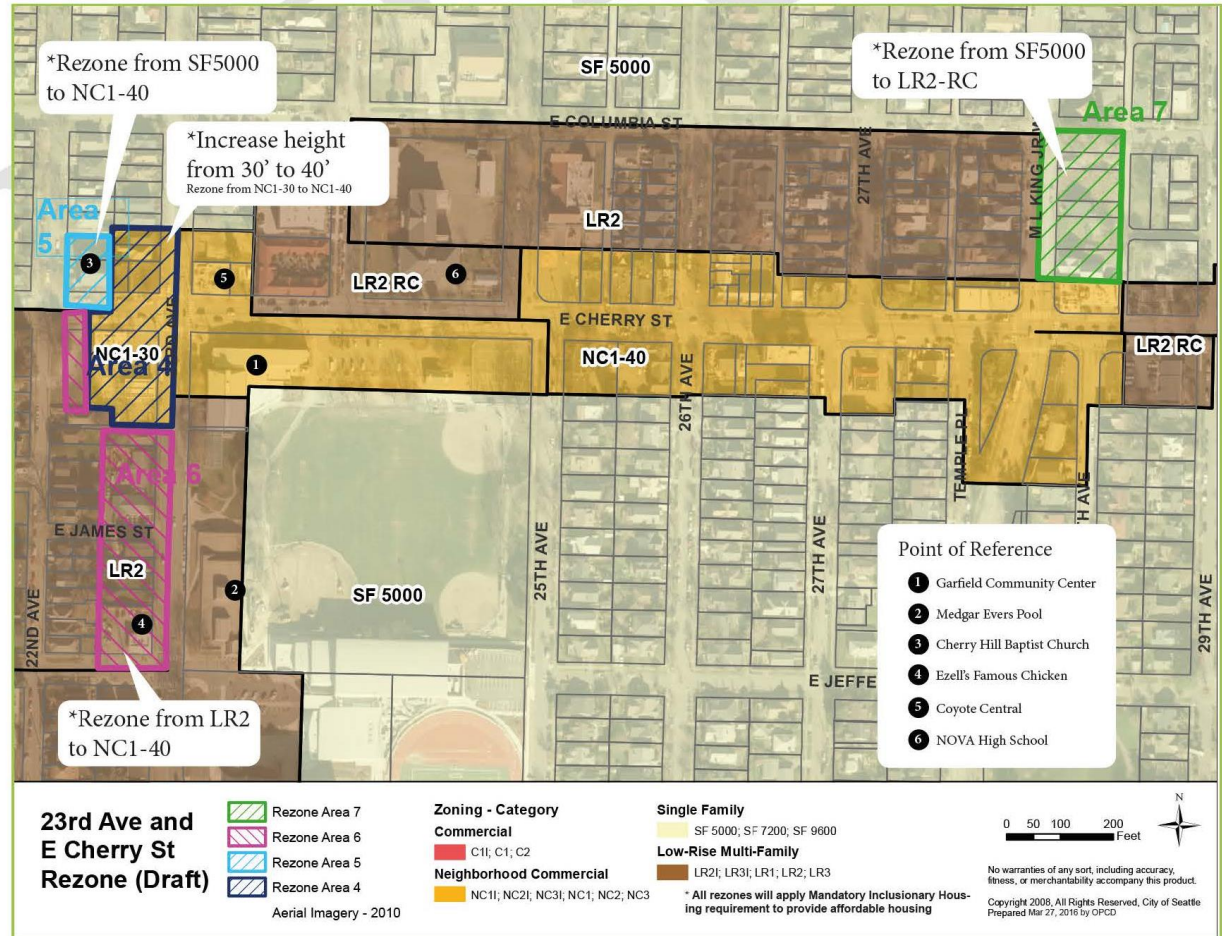 *Rezone from SF5000
to NC1-40
*Increase height
from 30’ to 40’
Rezone from NC1-30 to NC1-40
*Rezone from SF5000
to LR2-RC
SF 5000
Area 7
E COLUMBIA ST
27TH AVE
M L KING JR
Area
5
3
5
LR2
LR2 RC
6
E CHERRY ST
NC1-30
Area 4
1
NC1-40
26TH AVE
LR2 RC
Area 6
TEMPLE PL
E JAMES ST
LR2
2
SF 5000
25TH AVE
27TH AVE
22ND AVE
4
29TH AVE
E JEFFE
*Rezone from LR2
to NC1-40
Point of Reference
1 Garfield Community Center
2 Medgar Evers Pool
3 Cherry Hill Baptist Church
4 Ezell’s Famous Chicken
5 Coyote Central
6 NOVA High School
23rd Ave and
E Cherry St
Rezone (Draft)
Rezone Area 7
Rezone Area 6
Rezone Area 5
Rezone Area 4
Aerial Imagery - 2010
Zoning - Category
Commercial
C1I; C1; C2
Neighborhood Commercial
NC1I; NC2I; NC3I; NC1; NC2; NC3
Single Family
SF 5000; SF 7200; SF 9600
Low-Rise Multi-Family
LR2I; LR3I; LR1; LR2; LR3
* All rezones will apply Mandatory Inclusionary Hous-
ing requirement to provide affordable housing
0 50 100 200
Feet
N
No warranties of any sort, including accuracy,
fitness, or merchantability accompany this product.
Copyright 2008, All Rights Reserved, City of Seattle
Prepared Mar 27, 2016 by OPCD